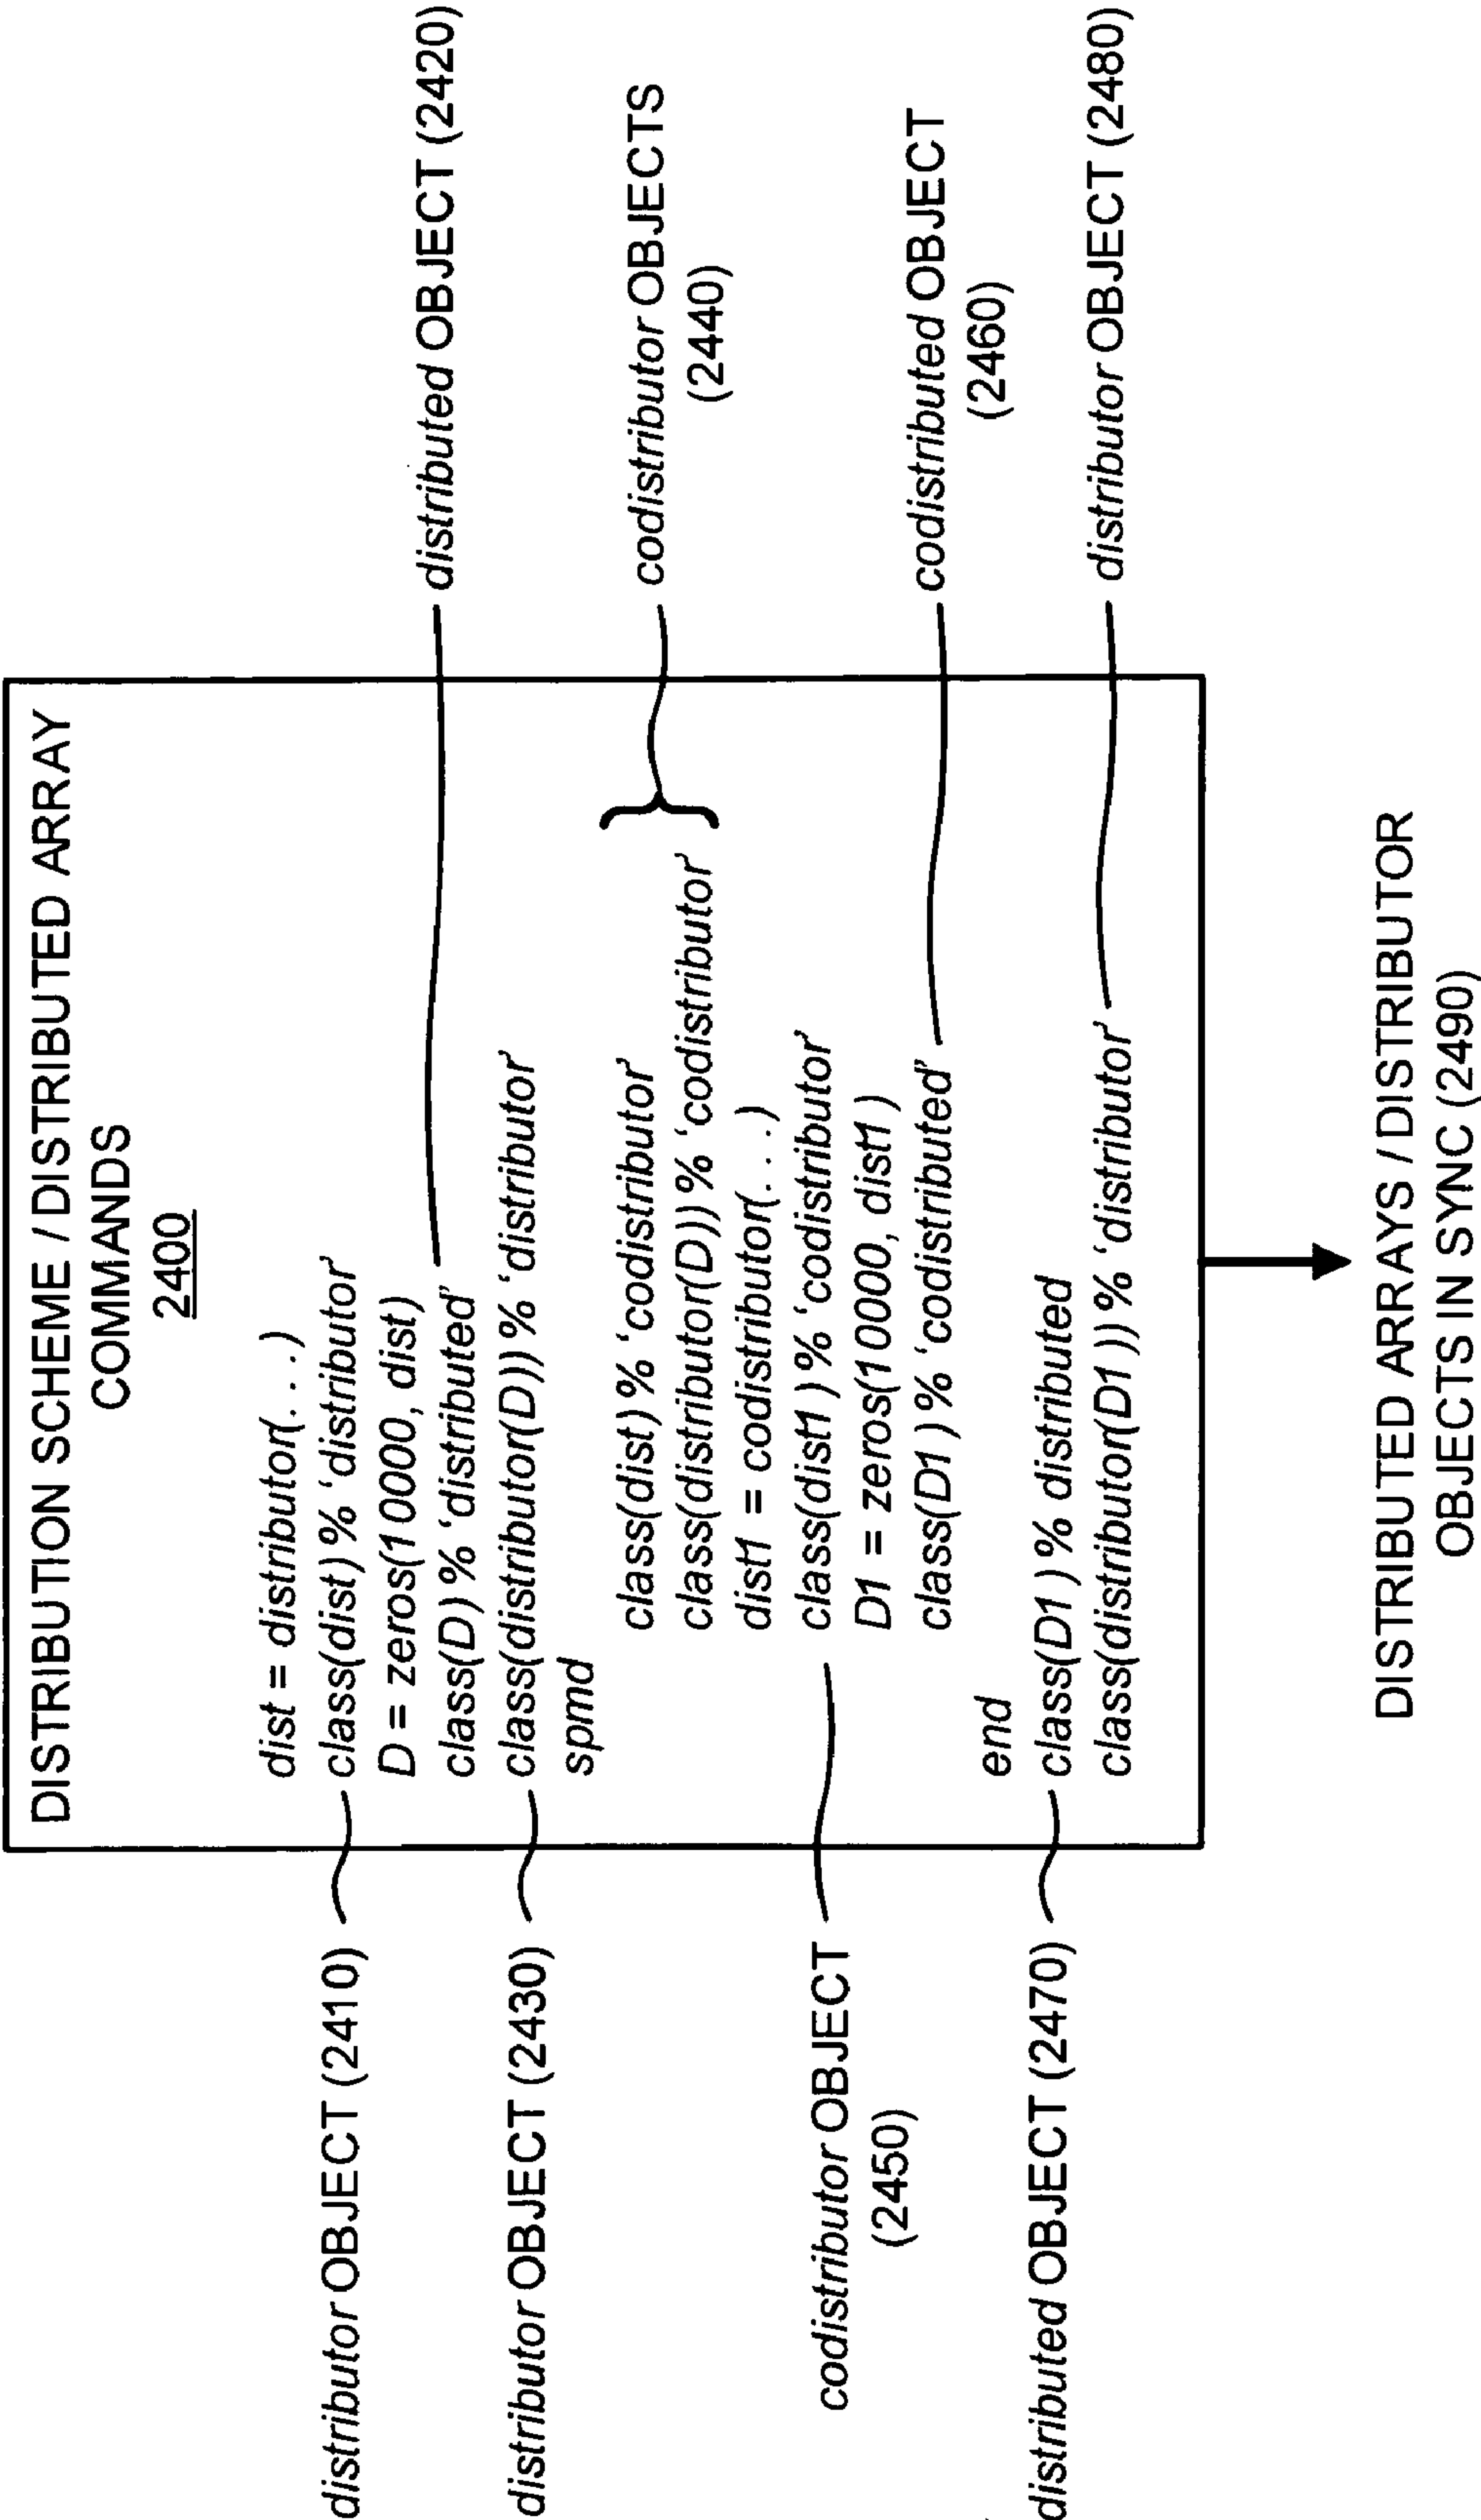 DISTRIBUTION SCHEME / DISTRIBUTED ARRAY
COMMANDS
2400
dist = distributor(. . .)
class(dist) % ‘distributor’
D = zeros(10000, dist)
class(D) % ‘distributed’
class(distributor(D)) % ‘distributor’
spmd
class(dist) % ‘codistributor’
class(distributor(D)) % ‘codistributor’
dist1 = codistributor(. . .)
class(dist1) % ‘codistributor’
D1 = zeros(10000, dist1)
class(D1) % ‘codistributed’
end
class(D1) % distributed
class(distributor(D1)) % ‘distributor’
distributor OBJECT (2410)
distributor OBJECT (2430)
codistributor OBJECT
(2450)
distributed OBJECT (2470)
distributed OBJECT (2420)
codistributor OBJECTS
(2440)
codistributed OBJECT
(2460)
distributor OBJECT (2480)
DISTRIBUTED ARRAYS / DISTRIBUTOR
OBJECTS IN SYNC (2490)